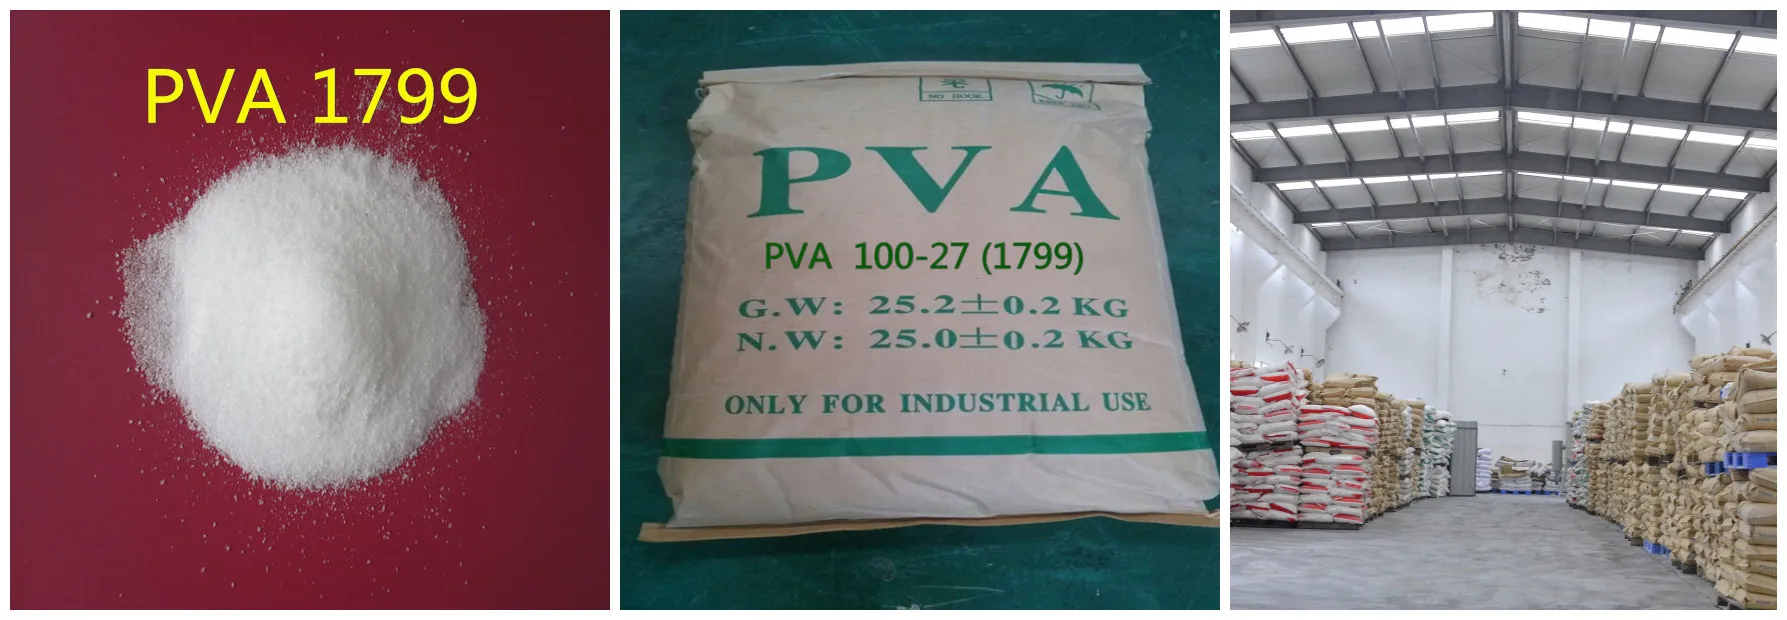 PVA 1799
NO HOOK
PVA
PVA 100-27 (1799)
G.W: 25.2±0.2 KG
N.W: 25.0±0.2 KG
ONLY FOR INDUSTRIAL USE